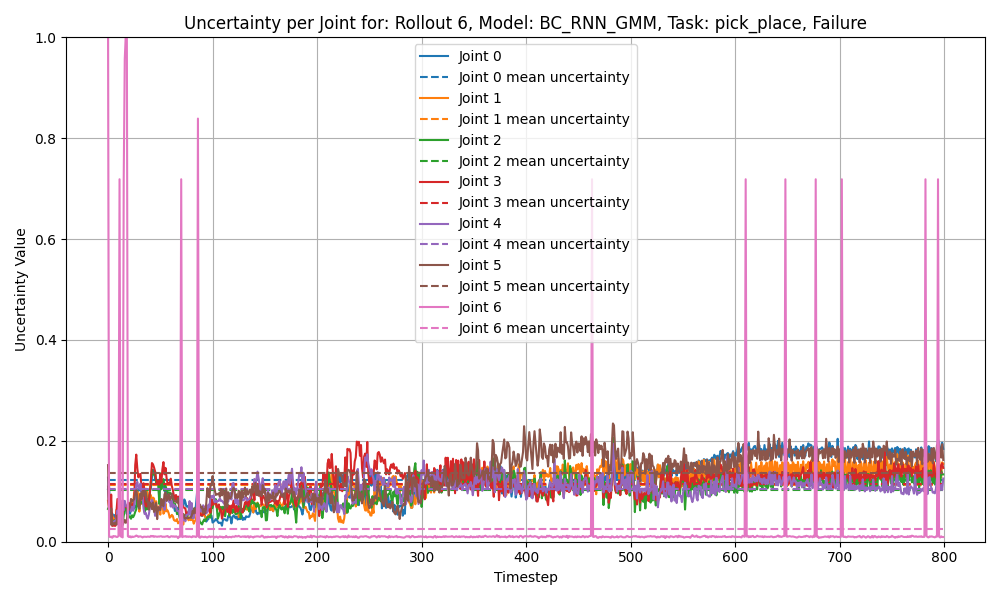 Uncertainty per Joint for: Rollout 6, Model: BC_RNN_GMM, Task: pick_place, Failure
Uncertainty Value
1.0
0.8
0.6
0.4
0.2
0.0
Joint 0
Joint 0 mean uncertainty
Joint 1
Joint 1 mean uncertainty
Joint 2
Joint 2 mean uncertainty
Joint 3
Joint 3 mean uncertainty
Joint 4
Joint 4 mean uncertainty
Joint 5
Joint 5 mean uncertainty
Joint 6
Joint 6 mean uncertainty
0 100 200 300 400 500 600 700 800
Timestep